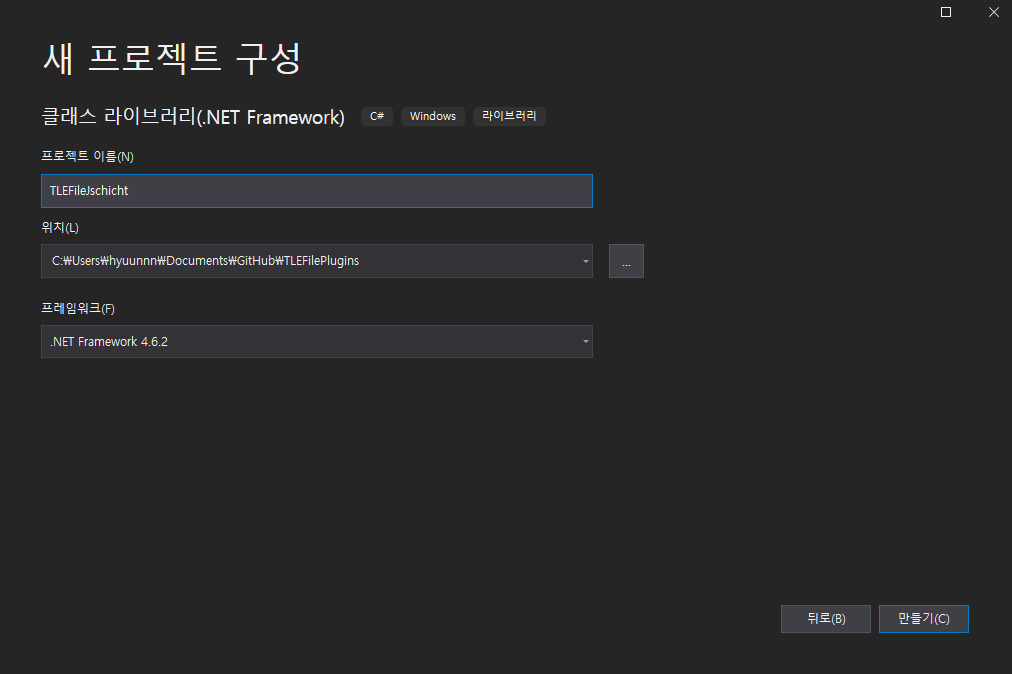 새 프로젝트 구성
클래스 라이브러리(.NET Framework) C# Windows 라이브러리
프로젝트 이름(N)
TLEFileJschicht
위치(L)
C:₩Users₩hyuunnn₩Documents₩GitHub₩TLEFilePlugins
...
프레임워크(F)
.NET Framework 4.6.2
뒤로(B) 만들기(C)